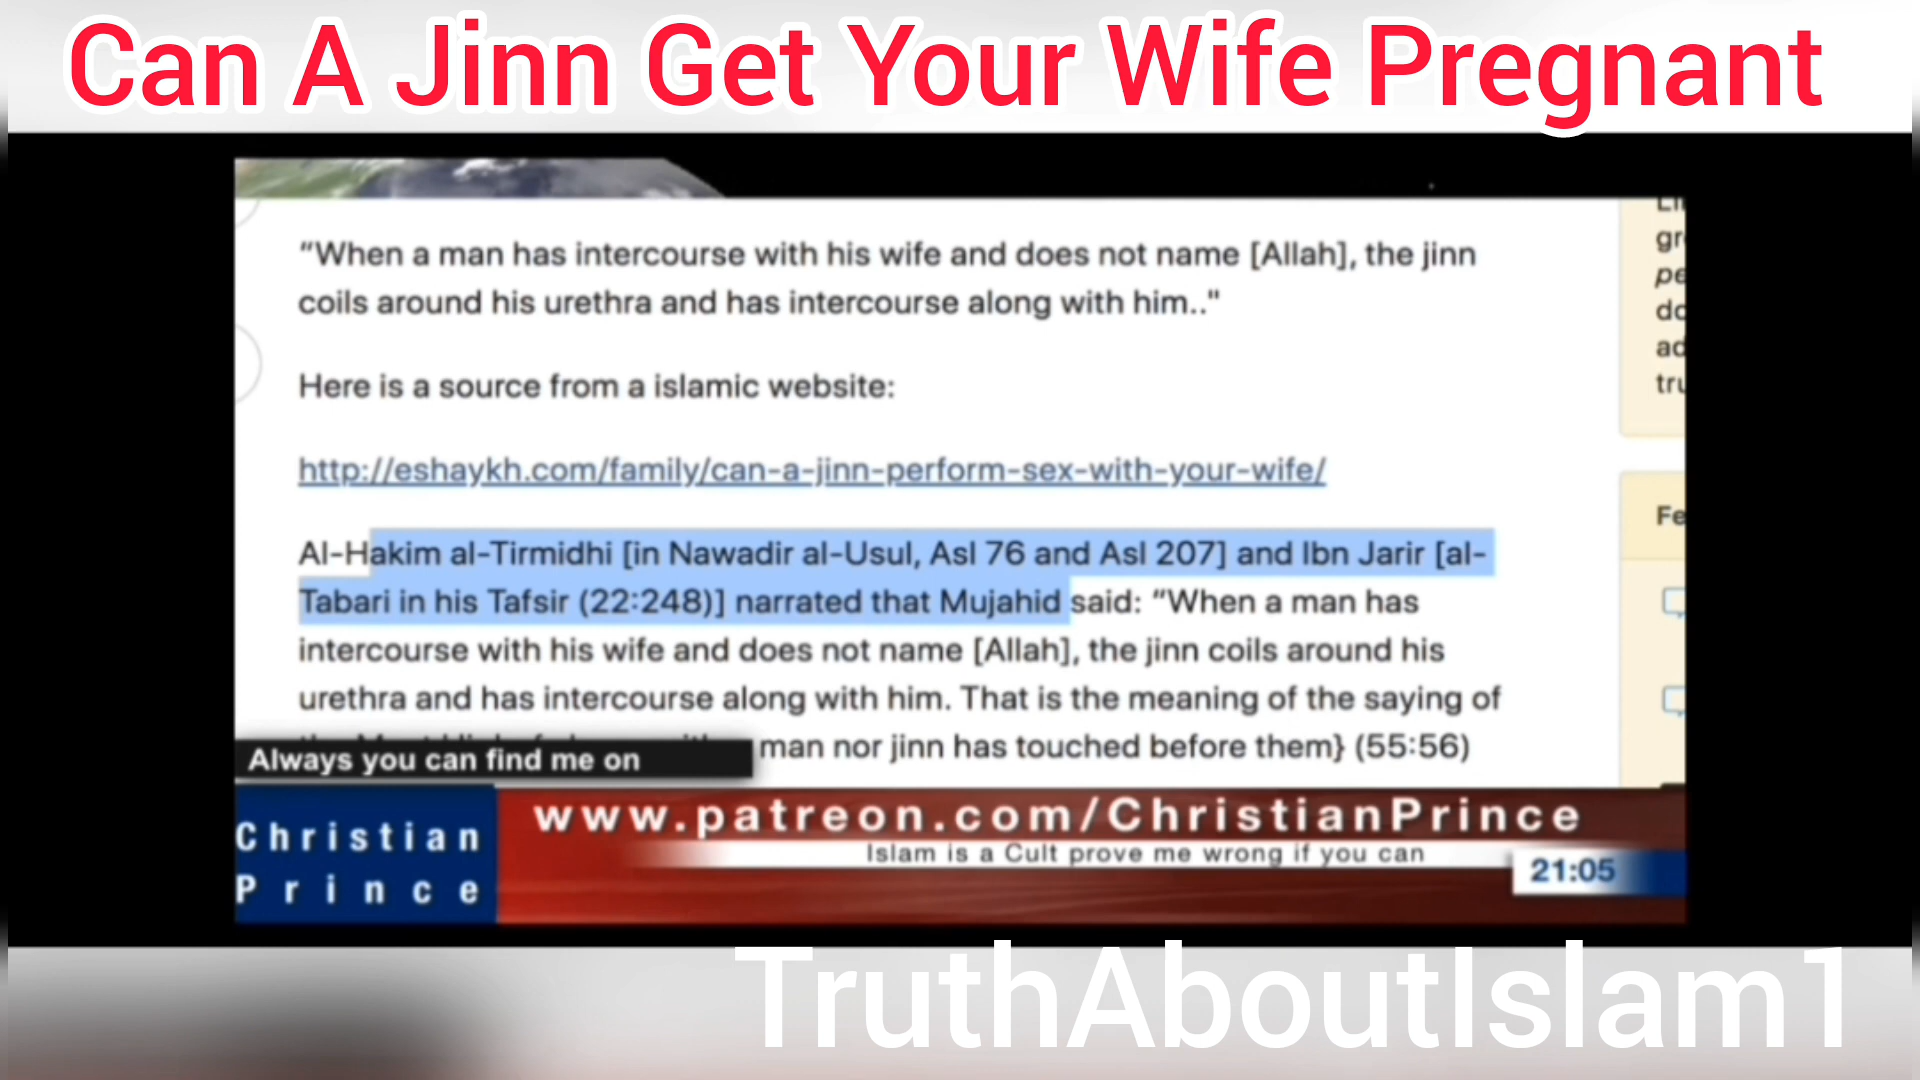 Can A Jinn Get Your Wife Pregnant
“When a man has intercourse with his wife and does not name [Allah], the jinn
coils around his urethra and has intercourse along with him.."
Here is a source from a islamic website:
http://eshaykh.com/family/can-a-jinn-perform-sex-with-your-wife/
Al-Hakim al-Tirmidhi [in Nawadir al-Usul, Asl 76 and Asl 207] and Ibn Jarir [al-
Tabari in his Tafsir (22:248)] narrated that Mujahid said: “When a man has
intercourse with his wife and does not name [Allah], the jinn coils around his
urethra and has intercourse along with him. That is the meaning of the saying of
man nor jinn has touched before them} (55:56)
gr
pe
do
ad
tru
Fe
Always you can find me on
Christian
Prince
www.patreon.com/ChristianPrince
Islam is a Cult prove me wrong if you can
21:05
TruthAboutIslam1